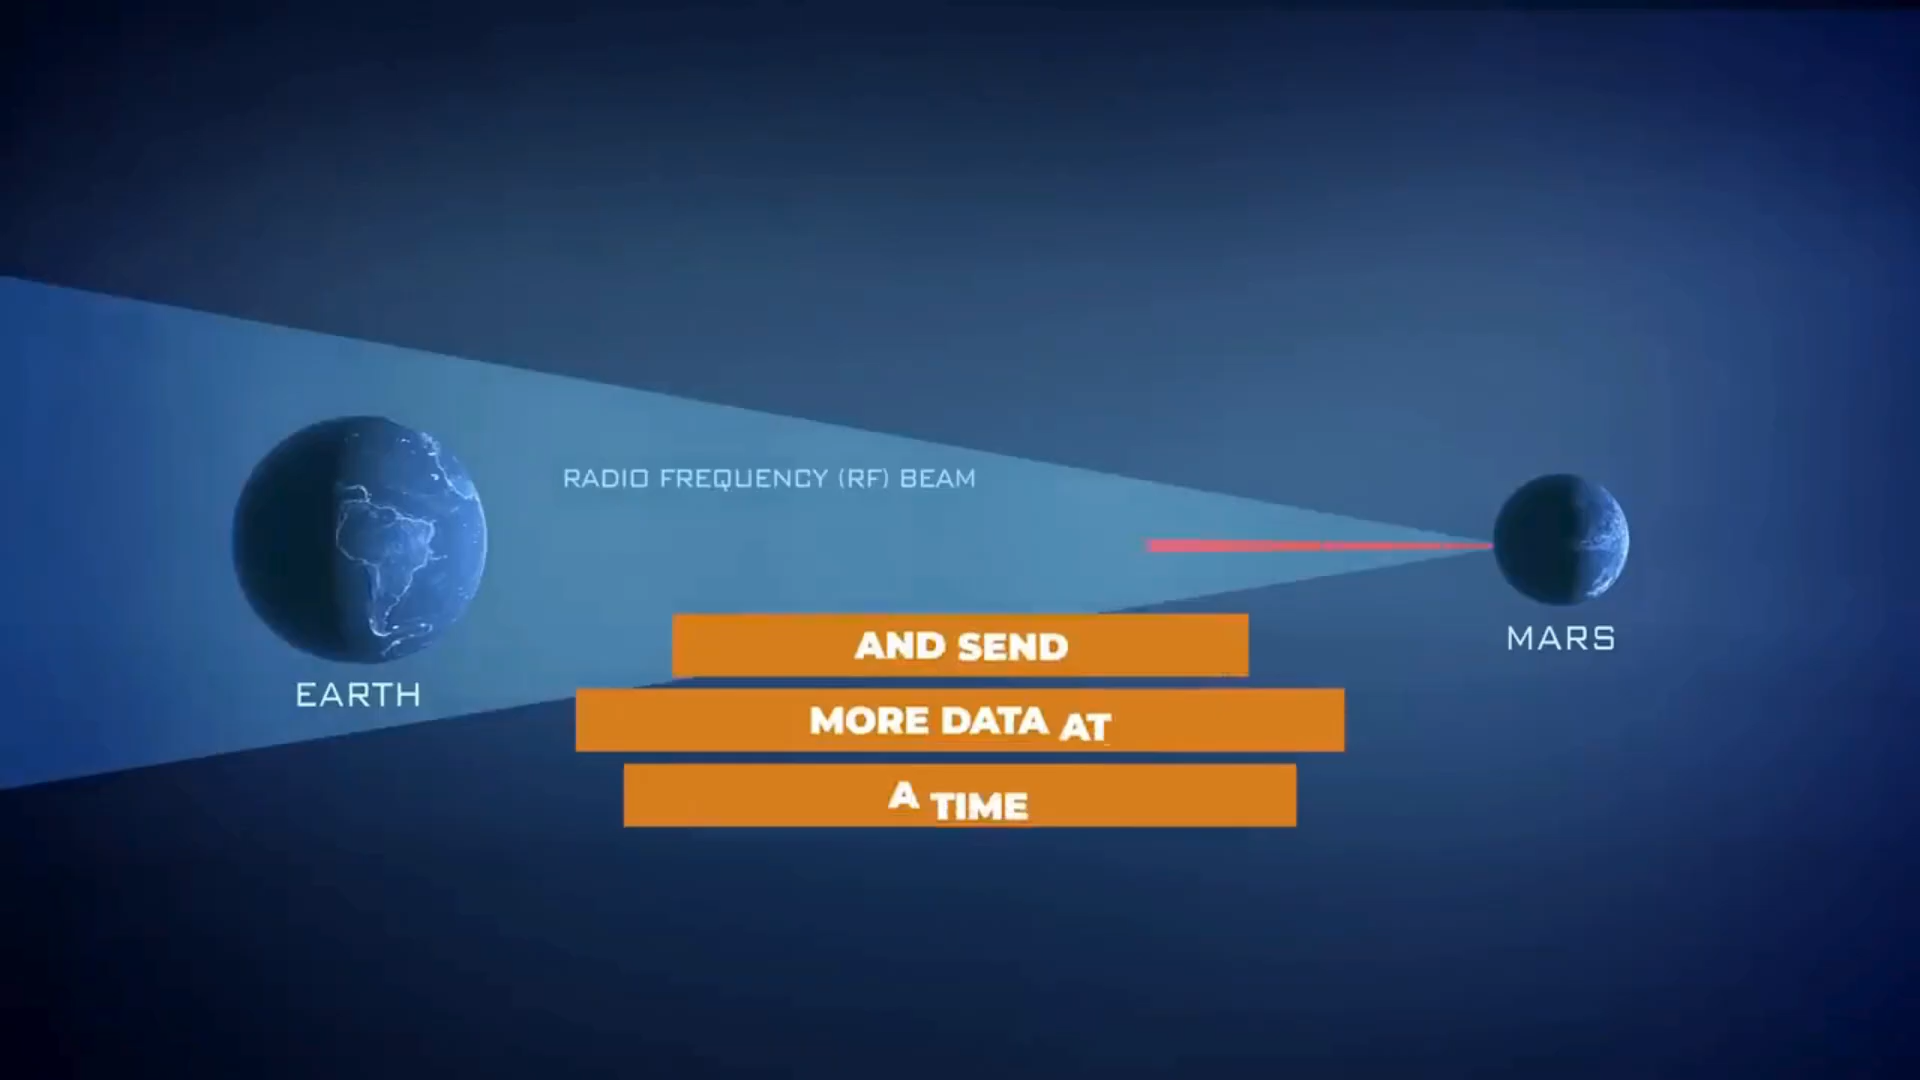 RADIO FREQUENCY (RF) BEAM
EARTH
MARS
AND SEND
MORE DATA AT
A TIME